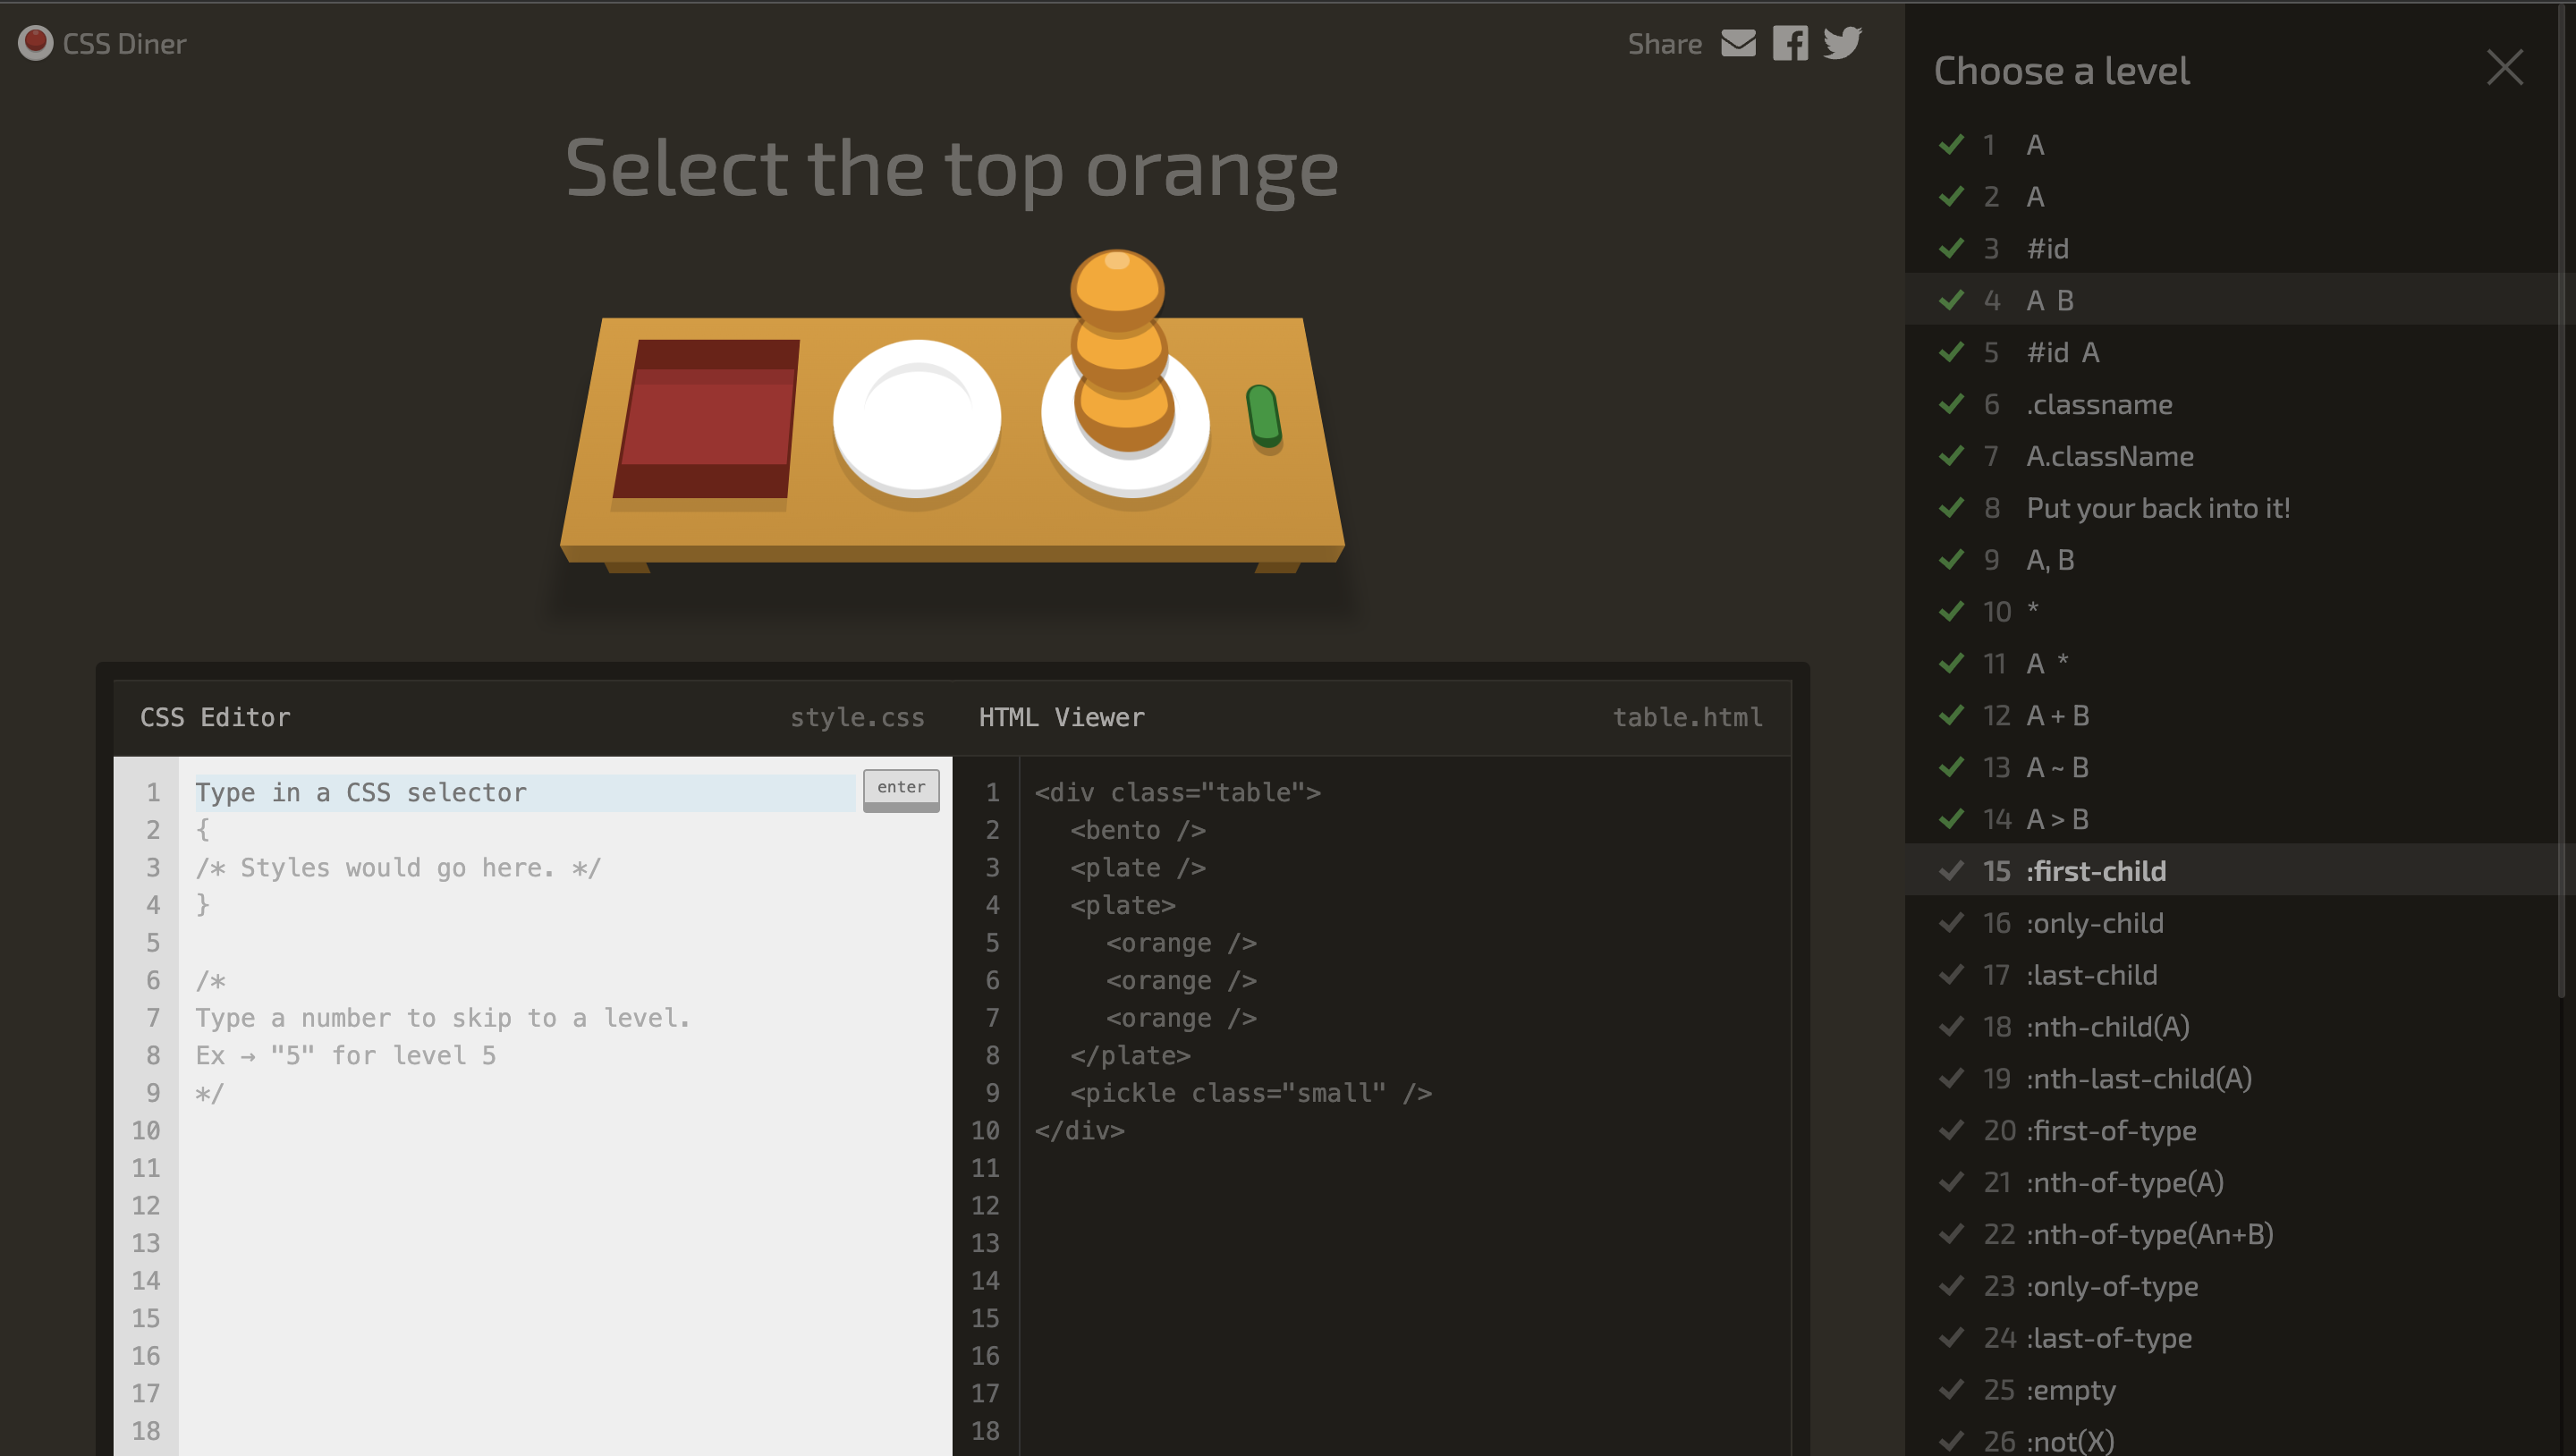 CSS Diner
Share
Select the top orange
CSS Editor
style.css
HTML Viewer
table.html
1 Type in a CSS selector
enter
2 {
3 /* Styles would go here. */
4 }
5
6 /*
7 Type a number to skip to a level.
8 Ex → "5" for level 5
9 */
10
11
12
13
14
15
16
17
18
1 <div class="table">
2 <bento />
3 <plate />
4 <plate>
5 <orange />
6 <orange />
7 <orange />
8 </plate>
9 <pickle class="small" />
10 </div>
11
12
13
14
15
16
17
18
Choose a level
1 A
2 A
3 #id
4 A B
5 #id A
6 .classname
7 A.className
8 Put your back into it!
9 A, B
10 *
11 A *
12 A + B
13 A ~ B
14 A > B
15 :first-child
16 :only-child
17 :last-child
18 :nth-child(A)
19 :nth-last-child(A)
20 :first-of-type
21 :nth-of-type(A)
22 :nth-of-type(An+B)
23 :only-of-type
24 :last-of-type
25 :empty
26 :not(X)